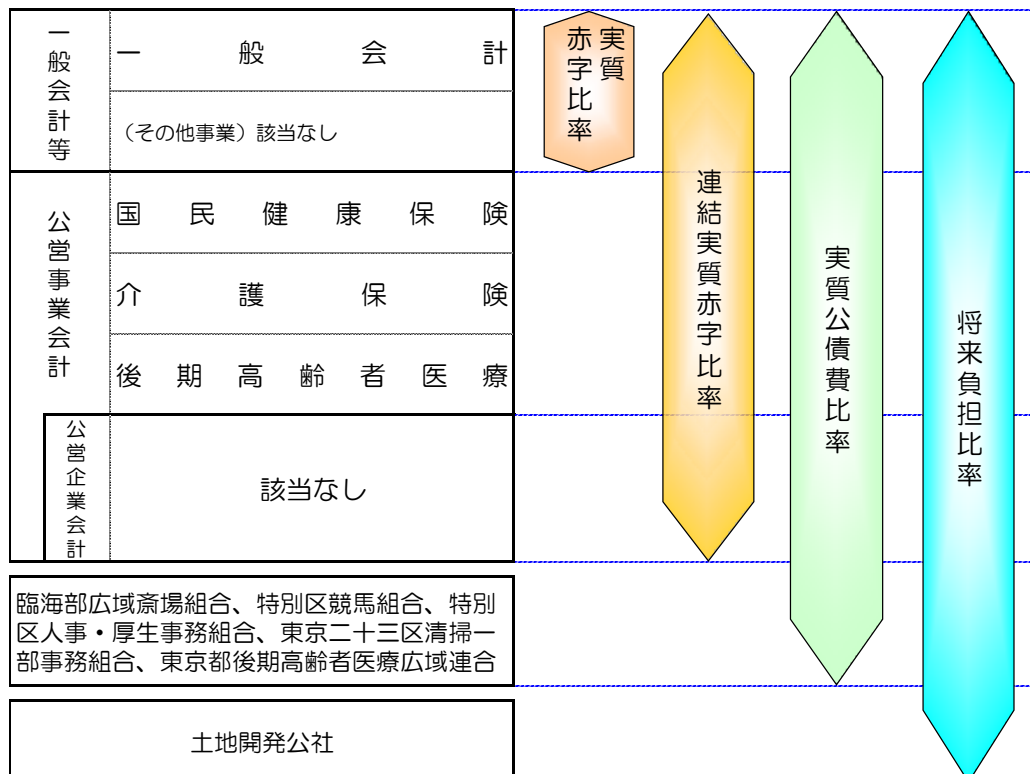 一般会計等
一般会計
（その他事業）該当なし
公営事業会計
国民健康保険
介護保険
後期高齢者医療
公営企業会計
該当なし
臨海部広域斎場組合、特別区競馬組合、特別
区人事・厚生事務組合、東京二十三区清掃一
部事務組合、東京都後期高齢者医療広域連合
土地開発公社
実質
赤字比率
連結実質赤字比率
実質公債費比率
将来負担比率